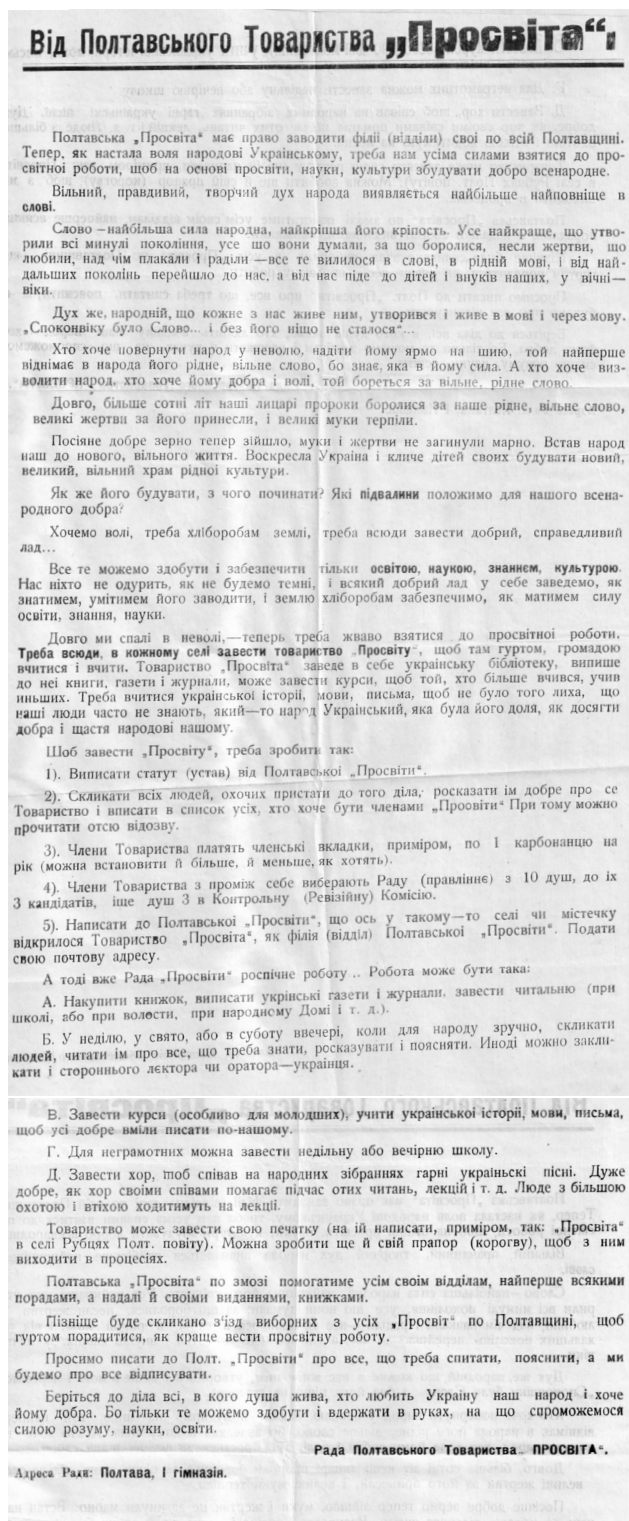 Від Полтавського Товариства „Просвіта“:
Полтавська „Просвіта“ має право заводити філії (відділи) свої по всій Полтавщині.
Тепер, як настала воля народові Українському, треба нам усіма силами взятися до про-
світної роботи, щоб на основі просвіти, науки, культури збудувати добро всенародне.
Вільний, правдивий, творчий дух народа виявляється найбільше найповніше в
слові.
Слово—найбільша сила народна, найкріпша його кріпость. Усе найкраще, що утво-
рили всі минулі покоління, усе шо вони думали, за що боролися, несли жертви, що
любили, над чім плакали і раділи—все те вилилося в слові, в рідній мові, і від най-
дальших поколінь перейшло до нас, а від нас піде до дітей і внуків наших, у вічні—
віки.
Дух же, народній, що кожне з нас живе ним, утворився і живе в мові і через мову.
„Споконвіку було Слово... і без його ніщо не сталося“...
Хто хоче повернути народ у неволю, надіти йому ярмо на шию, той найперше
віднімає в народа його рідне, вільне слово, бо знає, яка в йому сила. А хто хоче виз-
волити народ, хто хоче йому добра і волі, той бореться за вільне, рідне слово.
Довго, більше сотні літ наші лицарі пророки боролися за наше рідне, вільне слово,
великі жертви за його принесли, і великі муки терпіли.
Посіяне добре зерно тепер зійшло, муки і жертви не загинули марно. Встав народ
наш до нового, вільного життя. Воскресла Україна і кличе дітей своих будувати новий,
великий, вільний храм рідної культури.
Як же його будувати, з чого починати? Які підвалини положимо для нашого всена-
родного добра?
Хочемо волі, треба хліборобам землі, треба всюди завести добрий, справедливий
лад...
Все те можемо здобути і забезпечити тільки освітою, наукою, знаннєм, культурою.
Нас ніхто не одурить, як не будемо темні, і всякий добрий лад у себе заведемо, як
знатимем, умітимем його заводити, і землю хліборобам забезпечимо, як матимем силу
освіти, знання, науки.
Довго ми спалі в неволі,—теперь треба жваво взятися до просвітної роботи.
Треба всюди, в кожному селі завести товариство „Просвіту“, щоб там гуртом, громадою
вчитися і вчити. Товариство „Просвіта“ заведе в себе українську бібліотеку, випише
до неі книги, газети і журнали, може завести курси, щоб той, хто більше вчився, учив
иньших. Треба вчитися української історії, мови, письма, щоб не було того лиха, що
наші люди часто не знають, який—то народ Український, яка була його доля, як досягти
добра і щастя народові нашому.
Шоб завести „Просвіту“, треба зробити так:
1). Виписати статут (устав) від Полтавської „Просвіти“.
2). Скликати всіх людей, охочих пристати до того діла, росказати ім добре про се
Товариство і вписати в список усіх, хто хоче бути членами „Просвіти“ При тому можно
прочитати отсю відозву.
3). Члени Товариства платять членські вкладки, приміром, по 1 карбованцю на
рік (можна встановити й більше, й меньше, як хотять).
4). Члени Товариства з проміж себе виберають Раду (правлінне) з 10 душ, до іх
3 кандідатів, іще душ 3 в Контрольну (Ревізійну) Комісію.
5). Написати до Полтавської „Просвіти“, що ось у такому—то селі чи містечку
відкрилося Товариство „Просвіта“, як філія (відділ) Полтавської „Просвіти“. Подати
свою почтову адресу.
А тоді вже Рада „Просвіти“ роспічне роботу .. Робота може бути така:
А. Накупити книжок, виписати укрінські газети і журнали, завести читальню (при
школі, або при волости, при народному Домі і т. д.).
Б. У неділю, у свято, або в суботу ввечері, коли для народу зручно, скликати
людей, читати ім про все, що треба знати, росказувати і пояснити. Иноді можно закли-
кати і стороннього лєктора чи оратора—українця.
В. Завести курси (особливо для молодших), учити української історії, мови, письма,
щоб усі добре вміли писати по-нашому.
Г. Для неграмотних можна завести недільну або вечірню школу.
Д. Завести хор, щоб співав на народних зібраннях гарні україньскі пісні. Дуже
добре, як хор своіми співами помагає підчас отих читань, лекцій і т. д. Люде з більшою
охотою і втіхою ходитимуть на лекції.
Товариство може завести свою печатку (на ій написати, приміром, так: „Просвіта“
в селі Рубцях Полт. повіту). Можна зробити ще й свій прапор (корогву), щоб з ним
виходити в процесіях.
Полтавська „Просвіта“ по змозі помогатиме усім своім відділам, найперше всякими
порадами, а надалі й своіми виданнями, книжками.
Пізніще буде скликано з'їзд виборних з усіх „Просвіт“ по Полтавщині, щоб
гуртом порадитися, як краще вести просвітну роботу.
Просимо писати до Полт. „Просвіти“ про все, що треба спитати, пояснити, а ми
будемо про все відписувати.
Беріться до діла всі, в кого душа жива, хто любить Україну наш народ і хоче
йому добра. Бо тільки те можемо здобути і вдержати в руках, на що спроможемося
силою розуму, науки, освіти.
Рада Полтавського Товариства „ПРОСВІТА“.
Адреса Ради: Полтава, І гімназія.